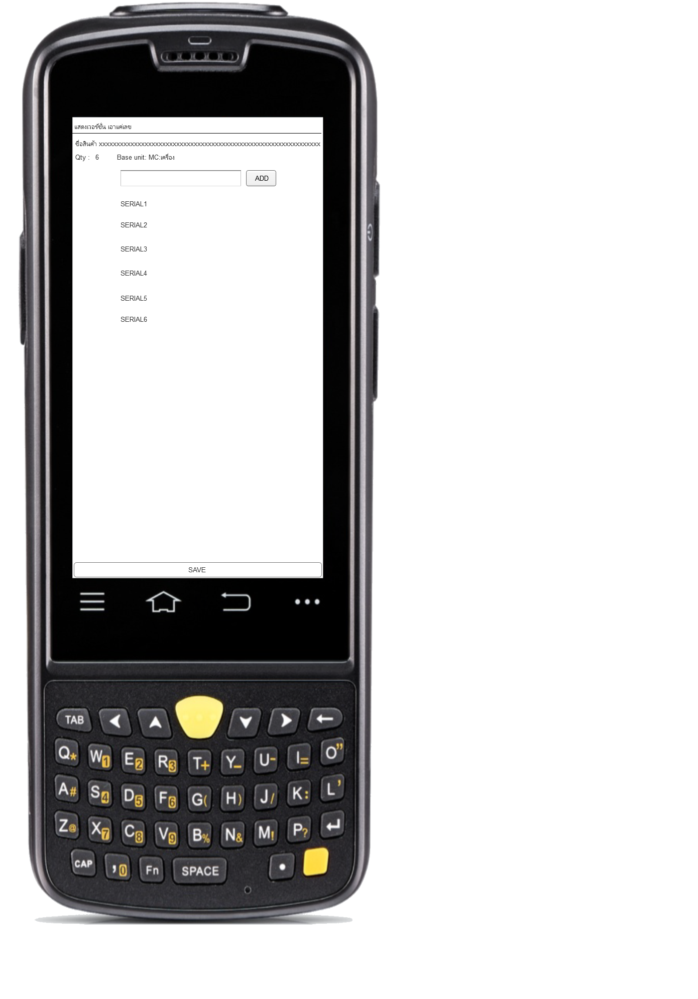 แสดงเวอร์ชั่น เอาแค่เลข
ชื่อสินค้า xxxxxxxxxxxxxxxxxxxxxxxxxxxxxxxxxxxxxxxxxxxxxxxxxxxxxxxxxxxxxxx
Qty : 6 Base unit: MC:เครื่อง
ADD
SERIAL1
SERIAL2
SERIAL3
SERIAL4
SERIAL5
SERIAL6
SAVE
TAB
Q* W1 E2 R3 T+ Y_ U- I= O"
A# S4 D5 F6 G( H) J/ K: L'
Z@ X7 C8 V9 B% N& M! P?
CAP ,0 Fn SPACE .